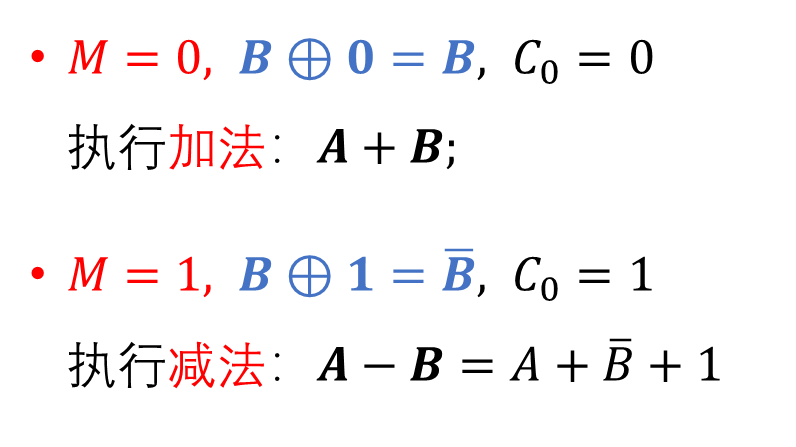 • M = 0, B ⊕ 0 = B, C₀ = 0
执行加法：A + B;
• M = 1, B ⊕ 1 = B̅, C₀ = 1
执行减法：A − B = A + B̅ + 1